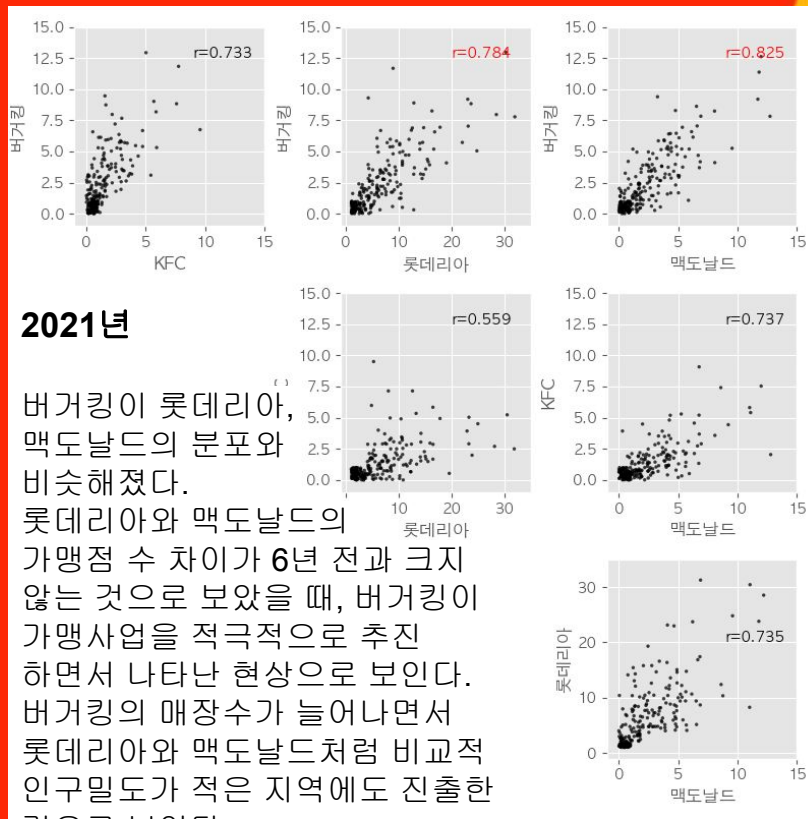 15.0
12.5
10.0
7.5
5.0
2.5
0.0
버거킹
r=0.733
0 5 10 15
KFC
15.0
12.5
10.0
7.5
5.0
2.5
0.0
버거킹
r=0.784
0 10 20 30
롯데리아
15.0
12.5
10.0
7.5
5.0
2.5
0.0
버거킹
r=0.825
0 5 10 15
맥도날드
2021년
15.0
12.5
10.0
7.5
5.0
2.5
0.0
r=0.559
0 10 20 30
롯데리아
15.0
12.5
10.0
7.5
5.0
2.5
0.0
KFC
r=0.737
0 5 10 15
맥도날드
버거킹이 롯데리아,
맥도날드의 분포와
비슷해졌다.
롯데리아와 맥도날드의
가맹점 수 차이가 6년 전과 크지
않는 것으로 보았을 때, 버거킹이
가맹사업을 적극적으로 추진
하면서 나타난 현상으로 보인다.
버거킹의 매장수가 늘어나면서
롯데리아와 맥도날드처럼 비교적
인구밀도가 적은 지역에도 진출한
30
20
10
0
롯데리아
r=0.735
0 5 10 15
맥도날드